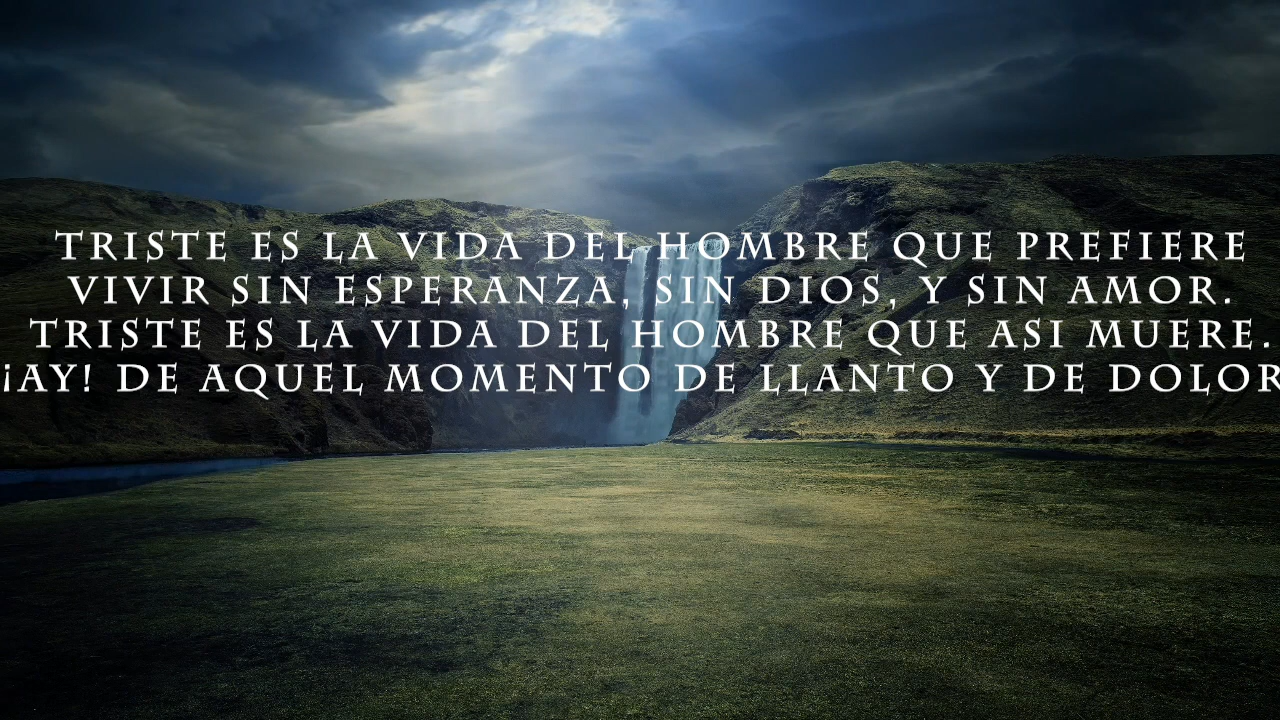 TRISTE ES LA VIDA DEL HOMBRE QUE PREFIERE
VIVIR SIN ESPERANZA, SIN DIOS, Y SIN AMOR.
TRISTE ES LA VIDA DEL HOMBRE QUE ASI MUERE.
¡AY! DE AQUEL MOMENTO DE LLANTO Y DE DOLOR